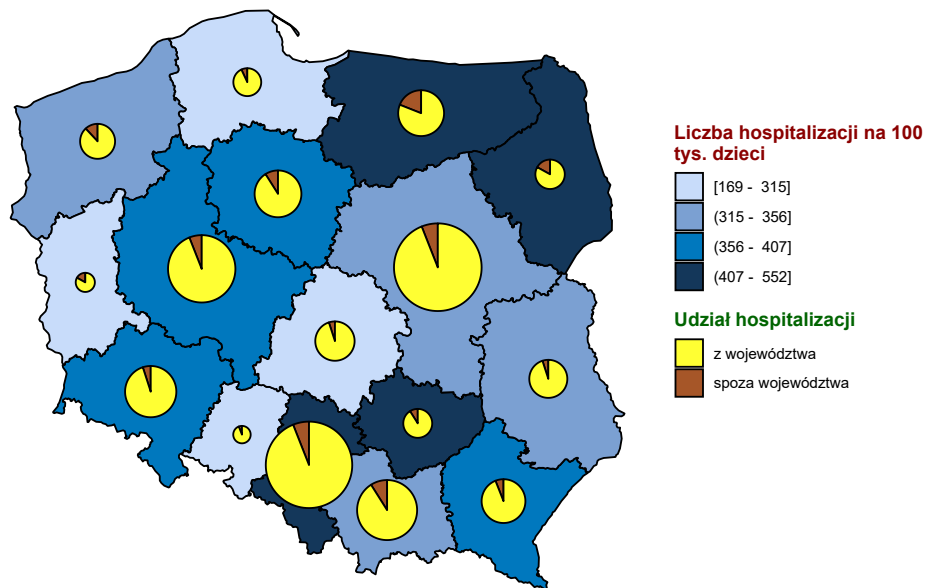 Liczba hospitalizacji na 100
tys. dzieci
[169 - 315]
(315 - 356]
(356 - 407]
(407 - 552]
Udział hospitalizacji
z województwa
spoza województwa